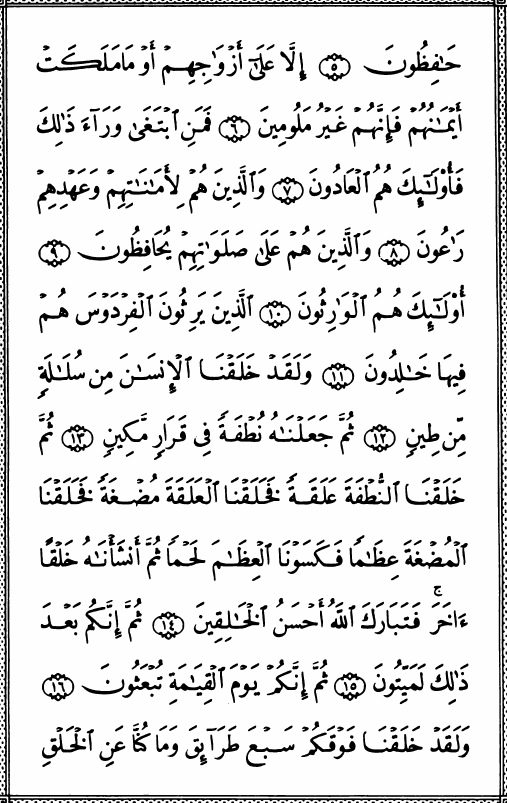 حَـٰفِظُونَ ۝٥ إِلَّا عَلَىٰٓ أَزْوَٰجِهِمْ أَوْ مَا مَلَكَتْ
أَيْمَـٰنُهُمْ فَإِنَّهُمْ غَيْرُ مَلُومِينَ ۝٦ فَمَنِ ٱبْتَغَىٰ وَرَآءَ ذَٰلِكَ
فَأُو۟لَـٰٓئِكَ هُمُ ٱلْعَادُونَ ۝٧ وَٱلَّذِينَ هُمْ لِأَمَـٰنَـٰتِهِمْ وَعَهْدِهِمْ
رَٰعُونَ ۝٨ وَٱلَّذِينَ هُمْ عَلَىٰ صَلَوَٰتِهِمْ يُحَافِظُونَ ۝٩
أُو۟لَـٰٓئِكَ هُمُ ٱلْوَٰرِثُونَ ۝١٠ ٱلَّذِينَ يَرِثُونَ ٱلْفِرْدَوْسَ هُمْ
فِيهَا خَـٰلِدُونَ ۝١١ وَلَقَدْ خَلَقْنَا ٱلْإِنسَـٰنَ مِن سُلَـٰلَةٍ
مِّن طِينٍ ۝١٢ ثُمَّ جَعَلْنَـٰهُ نُطْفَةً فِى قَرَارٍ مَّكِينٍ ۝١٣ ثُمَّ
خَلَقْنَا ٱلنُّطْفَةَ عَلَقَةً فَخَلَقْنَا ٱلْعَلَقَةَ مُضْغَةً فَخَلَقْنَا
ٱلْمُضْغَةَ عِظَـٰمًا فَكَسَوْنَا ٱلْعِظَـٰمَ لَحْمًا ثُمَّ أَنشَأْنَـٰهُ خَلْقًا
ءَاخَرَ ۚ فَتَبَارَكَ ٱللَّهُ أَحْسَنُ ٱلْخَـٰلِقِينَ ۝١٤ ثُمَّ إِنَّكُم بَعْدَ
ذَٰلِكَ لَمَيِّتُونَ ۝١٥ ثُمَّ إِنَّكُمْ يَوْمَ ٱلْقِيَـٰمَةِ تُبْعَثُونَ ۝١٦
وَلَقَدْ خَلَقْنَا فَوْقَكُمْ سَبْعَ طَرَآئِقَ وَمَا كُنَّا عَنِ ٱلْخَلْقِ